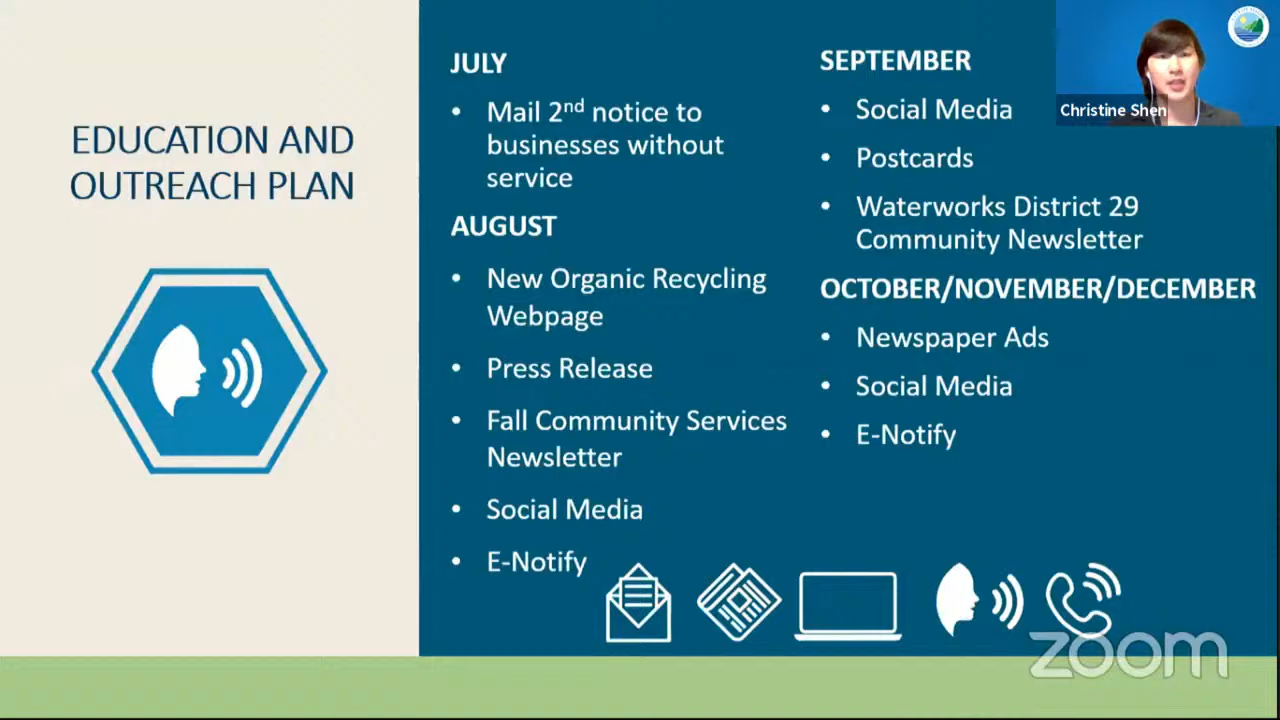 EDUCATION AND
OUTREACH PLAN
JULY
• Mail 2nd notice to
businesses without
service
AUGUST
• New Organic Recycling
Webpage
• Press Release
• Fall Community Services
Newsletter
• Social Media
• E-Notify
SEPTEMBER
• Social Media
• Postcards
• Waterworks District 29
Community Newsletter
OCTOBER/NOVEMBER/DECEMBER
• Newspaper Ads
• Social Media
• E-Notify
Christine Shen
zoom